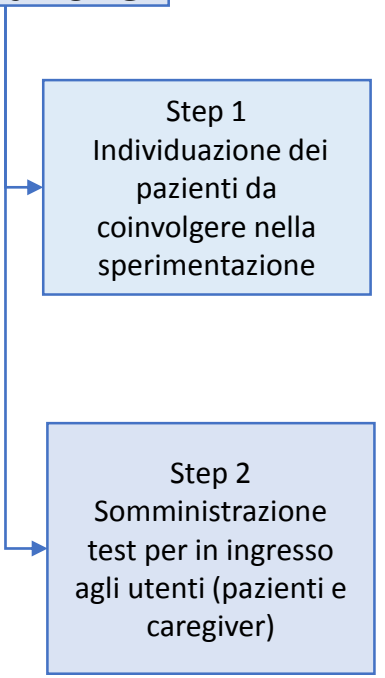 Step 1
Individuazione dei
pazienti da
coinvolgere nella
sperimentazione
Step 2
Somministrazione
test per in ingresso
agli utenti (pazienti e
caregiver)